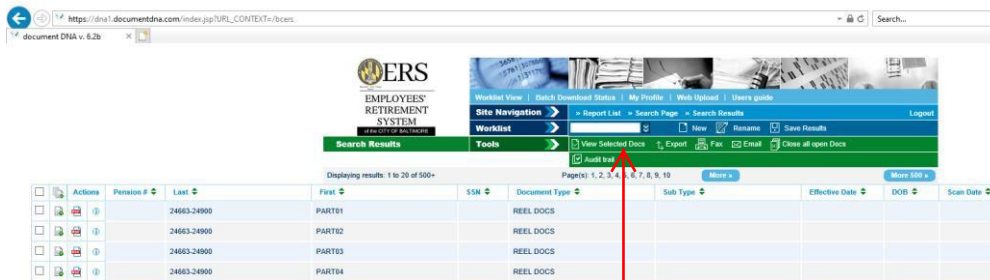 https://dna1.documentdna.com/index.jsp?URL_CONTEXT=/bcers
Search...
document DNA v. 6.2b
ERS
EMPLOYEES'
RETIREMENT
SYSTEM
of the CITY OF BALTIMORE
Worklist View | Batch Download Status | My Profile | Web Upload | Users guide
Site Navigation » Report List » Search Page » Search Results Logout
Worklist New Rename Save Results
Search Results Tools View Selected Docs Export Fax Email Close all open Docs
Audit trail
Displaying results: 1 to 20 of 500+ Page(s): 1, 2, 3, 4, 5, 6, 7, 8, 9, 10 More » More 500 »
Actions Pension # Last First SSN Document Type Sub Type Effective Date DOB Scan Date
24663-24900 PART01 REEL DOCS
24663-24900 PART02 REEL DOCS
24663-24900 PART03 REEL DOCS
24663-24900 PART04 REEL DOCS